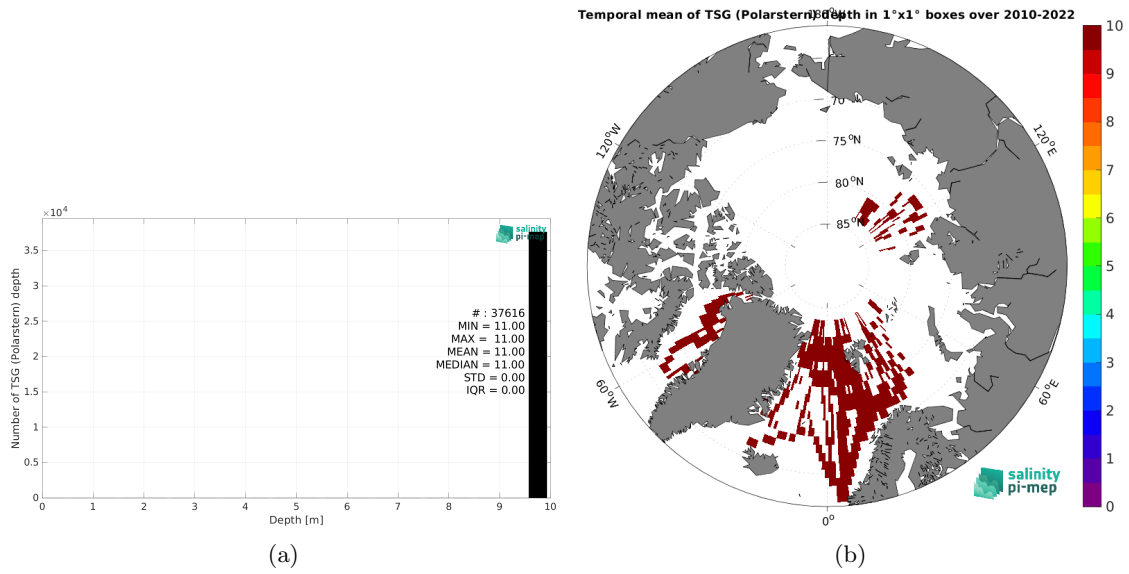 ×10⁴
3.5
3
2.5
2
1.5
1
0.5
0
Number of TSG (Polarstern) depth
salinity
pi-mep
# : 37616
MIN = 11.00
MAX = 11.00
MEAN = 11.00
MEDIAN = 11.00
STD = 0.00
IQR = 0.00
0 1 2 3 4 5 6 7 8 9 10
Depth [m]
(a)
Temporal mean of TSG (Polarstern) depth in 1°x1° boxes over 2010-2022
180°
120°W
120°E
70°N
75°N
80°N
85°N
60°W
60°E
0°
salinity
pi-mep
10
9
8
7
6
5
4
3
2
1
0
(b)